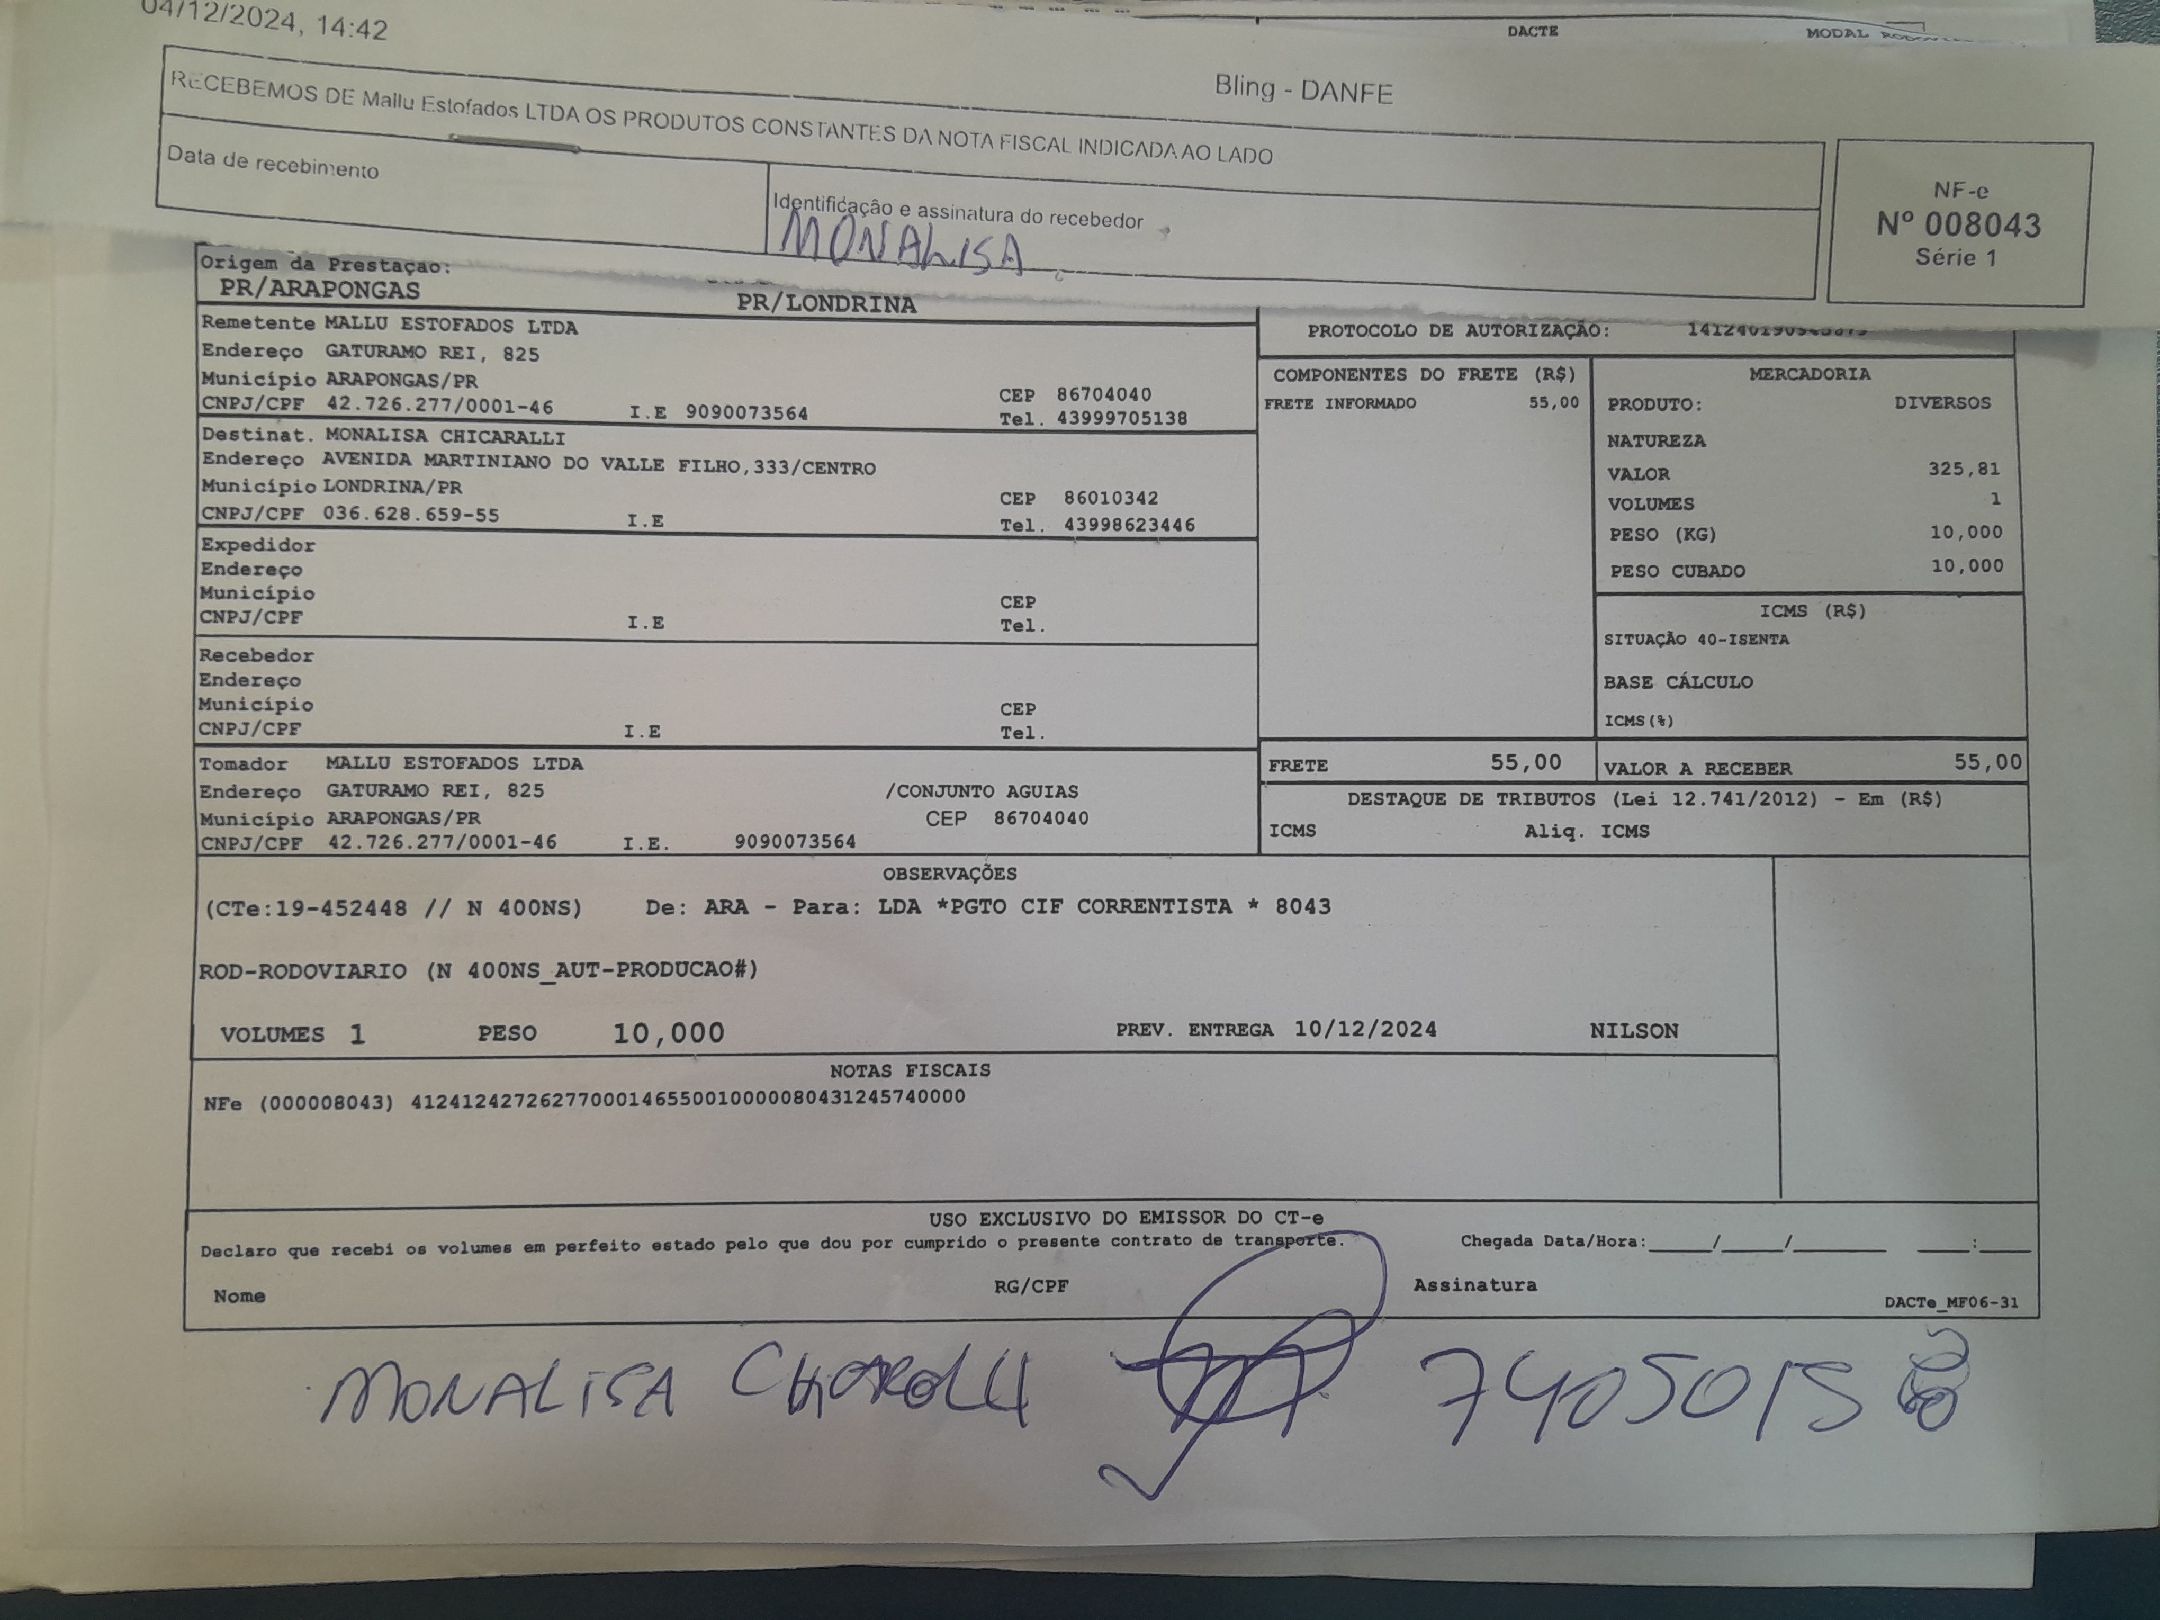 04/12/2024, 14:42
DACTE
MODAL
Bling - DANFE
RECEBEMOS DE Mallu Estofados LTDA OS PRODUTOS CONSTANTES DA NOTA FISCAL INDICADA AO LADO
Data de recebimento
Identificação e assinatura do recebedor
MONALISA
NF-e
Nº 008043
Série 1
Origem da Prestação:
PR/ARAPONGAS
PR/LONDRINA
Remetente MALLU ESTOFADOS LTDA
Endereço GATURAMO REI, 825
Município ARAPONGAS/PR
CEP 86704040
CNPJ/CPF 42.726.277/0001-46 I.E 9090073564
Tel. 43999705138
Destinat. MONALISA CHICARALLI
Endereço AVENIDA MARTINIANO DO VALLE FILHO,333/CENTRO
Município LONDRINA/PR
CEP 86010342
CNPJ/CPF 036.628.659-55 I.E
Tel. 43998623446
Expedidor
Endereço
Município
CEP
CNPJ/CPF I.E
Tel.
Recebedor
Endereço
Município
CEP
CNPJ/CPF I.E
Tel.
Tomador MALLU ESTOFADOS LTDA
Endereço GATURAMO REI, 825 /CONJUNTO AGUIAS
Município ARAPONGAS/PR CEP 86704040
CNPJ/CPF 42.726.277/0001-46 I.E. 9090073564
PROTOCOLO DE AUTORIZAÇÃO:
COMPONENTES DO FRETE (R$)
FRETE INFORMADO 55,00
MERCADORIA
PRODUTO: DIVERSOS
NATUREZA
VALOR 325,81
VOLUMES 1
PESO (KG) 10,000
PESO CUBADO 10,000
ICMS (R$)
SITUAÇÃO 40-ISENTA
BASE CÁLCULO
ICMS(%)
FRETE 55,00
VALOR A RECEBER 55,00
DESTAQUE DE TRIBUTOS (Lei 12.741/2012) - Em (R$)
ICMS Aliq. ICMS
OBSERVAÇÕES
(CTe:19-452448 // N 400NS) De: ARA - Para: LDA *PGTO CIF CORRENTISTA * 8043
ROD-RODOVIARIO (N 400NS_AUT-PRODUCAO#)
VOLUMES 1 PESO 10,000 PREV. ENTREGA 10/12/2024 NILSON
NOTAS FISCAIS
NFe (000008043) 41241242726277000146550010000080431245740000
USO EXCLUSIVO DO EMISSOR DO CT-e
Declaro que recebi os volumes em perfeito estado pelo que dou por cumprido o presente contrato de transporte. Chegada Data/Hora:____/____/______ ____:____
Nome RG/CPF Assinatura
DACTe_MF06-31
MONALISA 7405015